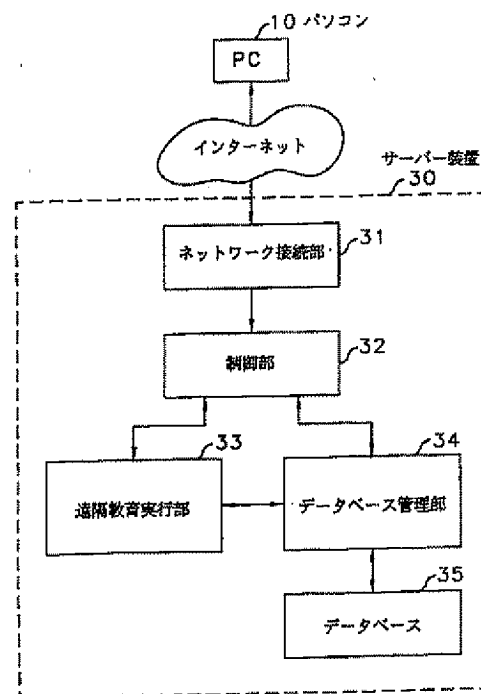 10 パソコン
PC
インターネット
サーバー装置
30
ネットワーク接続部
31
制御部
32
33
遠隔教育実行部
34
データベース管理部
35
データベース